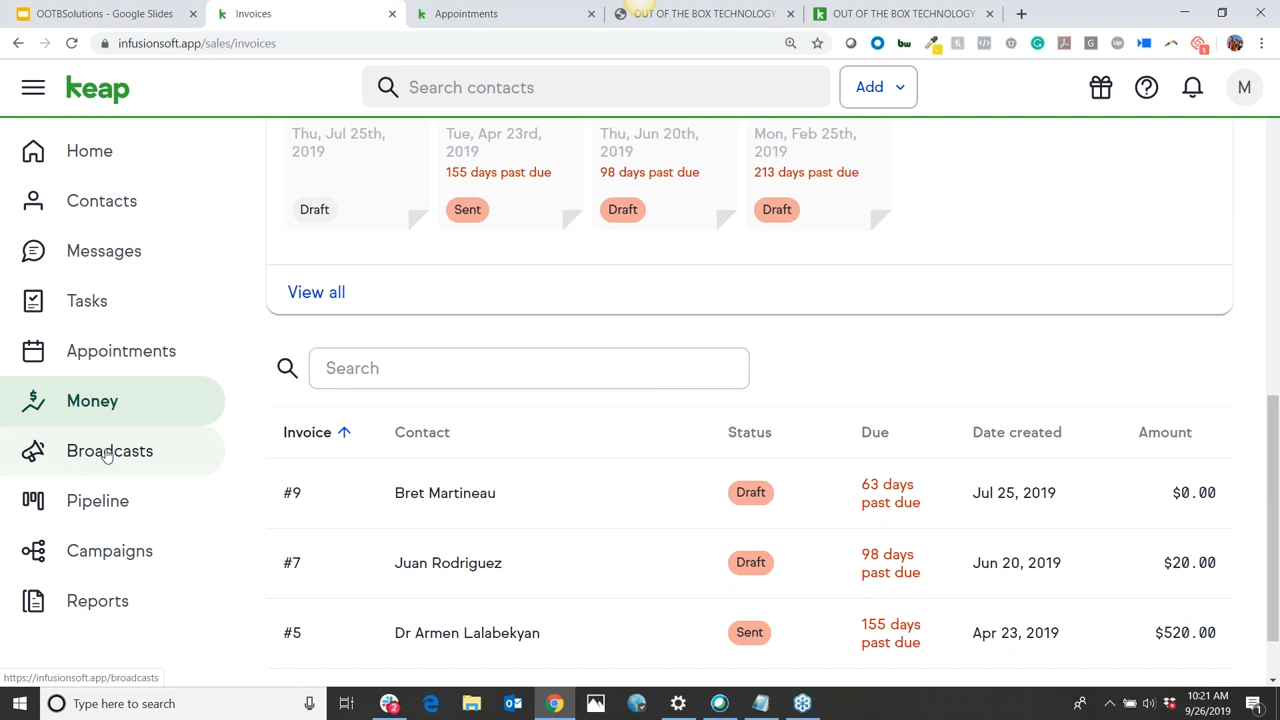 OOTBSolutions - Google Slides
Invoices
Appointments
OUT OF THE BOX TECHNOLOGY
OUT OF THE BOX TECHNOLOGY
infusionsoft.app/sales/invoices
keap
Search contacts
Add
M
Home
Contacts
Messages
Tasks
Appointments
Money
Broadcasts
Pipeline
Campaigns
Reports
Thu, Jul 25th,
2019
Draft
Tue, Apr 23rd,
2019
155 days past due
Sent
Thu, Jun 20th,
2019
98 days past due
Draft
Mon, Feb 25th,
2019
213 days past due
Draft
View all
Search
Invoice Contact Status Due Date created Amount
#9 Bret Martineau Draft 63 days
past due Jul 25, 2019 $0.00
#7 Juan Rodriguez Draft 98 days
past due Jun 20, 2019 $20.00
#5 Dr Armen Lalabekyan Sent 155 days
past due Apr 23, 2019 $520.00
https://infusionsoft.app/broadcasts
Type here to search
10:21 AM
9/26/2019